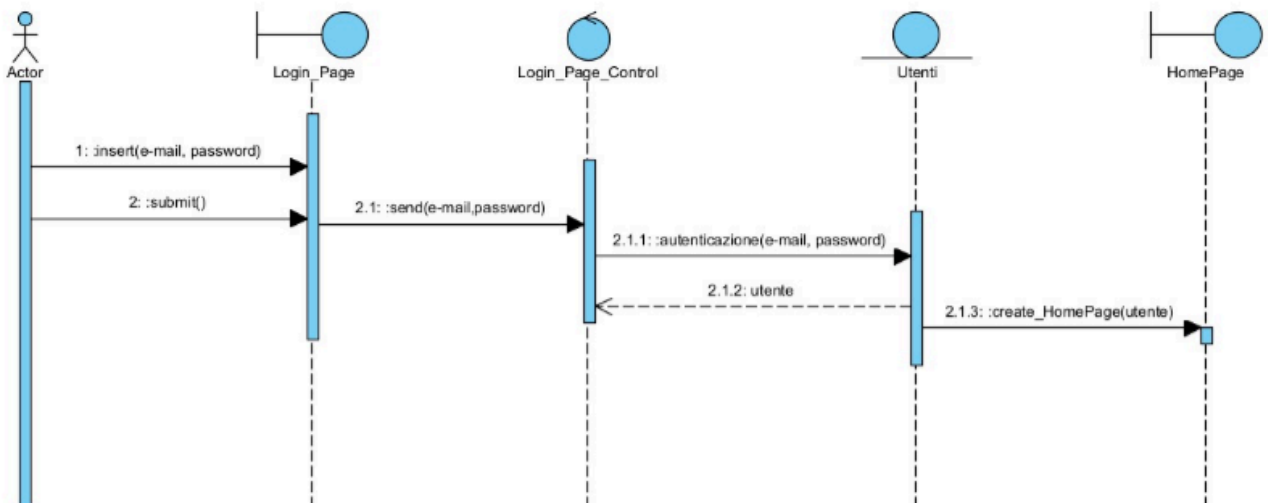 Actor
Login_Page
Login_Page_Control
Utenti
HomePage
1: :insert(e-mail, password)
2: :submit()
2.1: :send(e-mail,password)
2.1.1: :autenticazione(e-mail, password)
2.1.2: utente
2.1.3: :create_HomePage(utente)